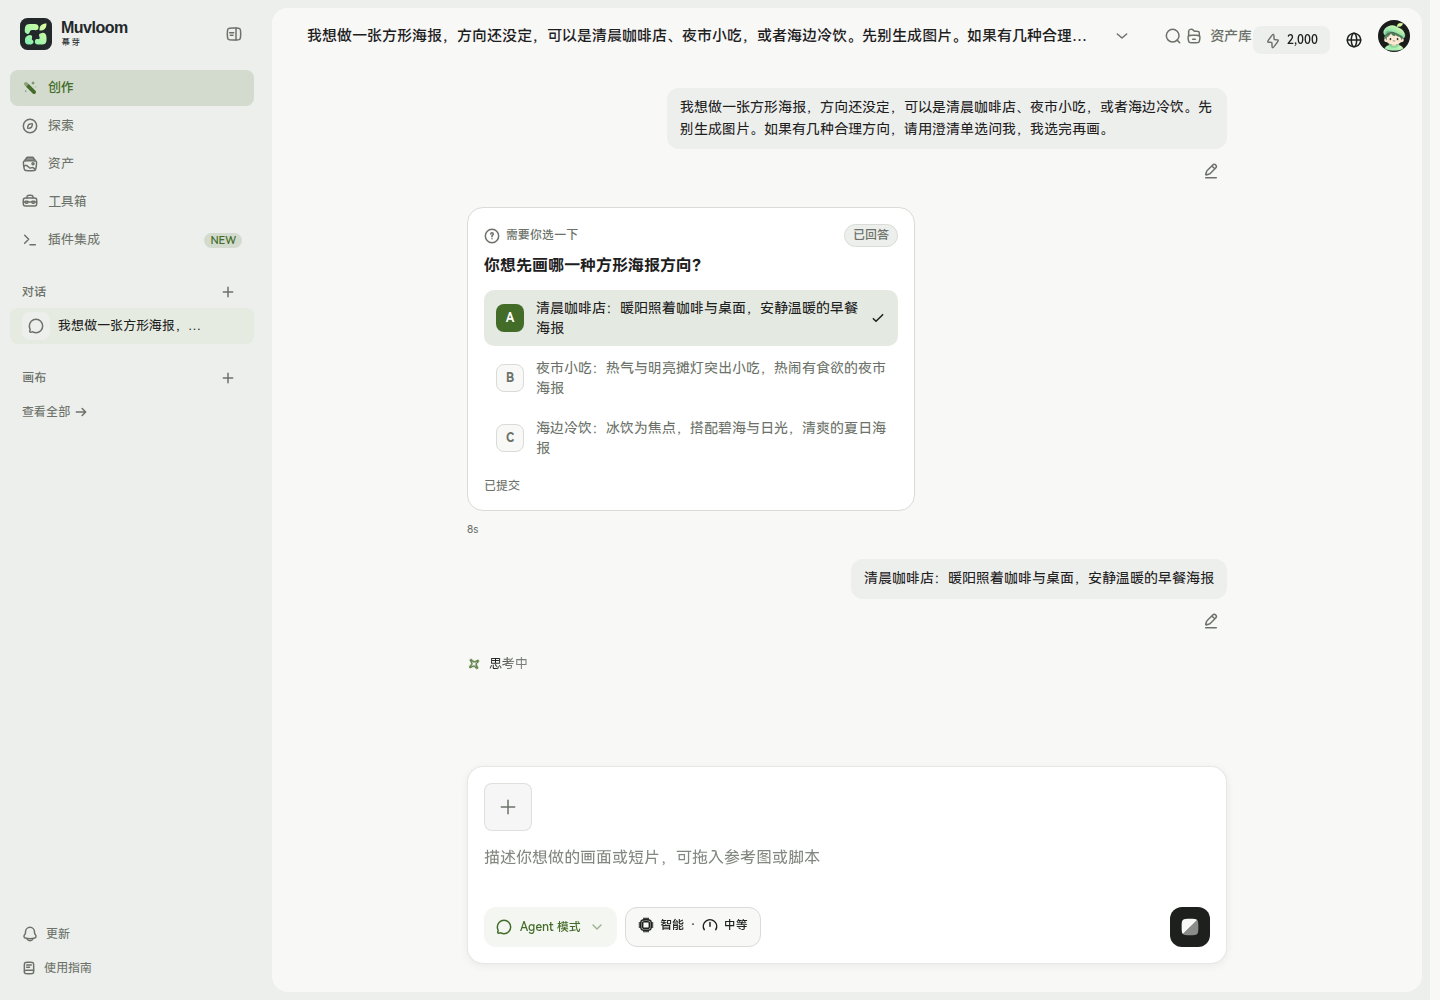 Muvloom
幕芽
创作
探索
资产
工具箱
插件集成
NEW
对话
我想做一张方形海报，...
画布
查看全部
更新
使用指南
我想做一张方形海报，方向还没定，可以是清晨咖啡店、夜市小吃，或者海边冷饮。先别生成图片。如果有几种合理...
资产库
2,000
我想做一张方形海报，方向还没定，可以是清晨咖啡店、夜市小吃，或者海边冷饮。先
别生成图片。如果有几种合理方向，请用澄清单选问我，我选完再画。
需要你选一下
已回答
你想先画哪一种方形海报方向？
A
清晨咖啡店：暖阳照着咖啡与桌面，安静温暖的早餐
海报
B
夜市小吃：热气与明亮摊灯突出小吃，热闹有食欲的夜市
海报
C
海边冷饮：冰饮为焦点，搭配碧海与日光，清爽的夏日海
报
已提交
8s
清晨咖啡店：暖阳照着咖啡与桌面，安静温暖的早餐海报
思考中
描述你想做的画面或短片，可拖入参考图或脚本
Agent 模式
智能 · 中等